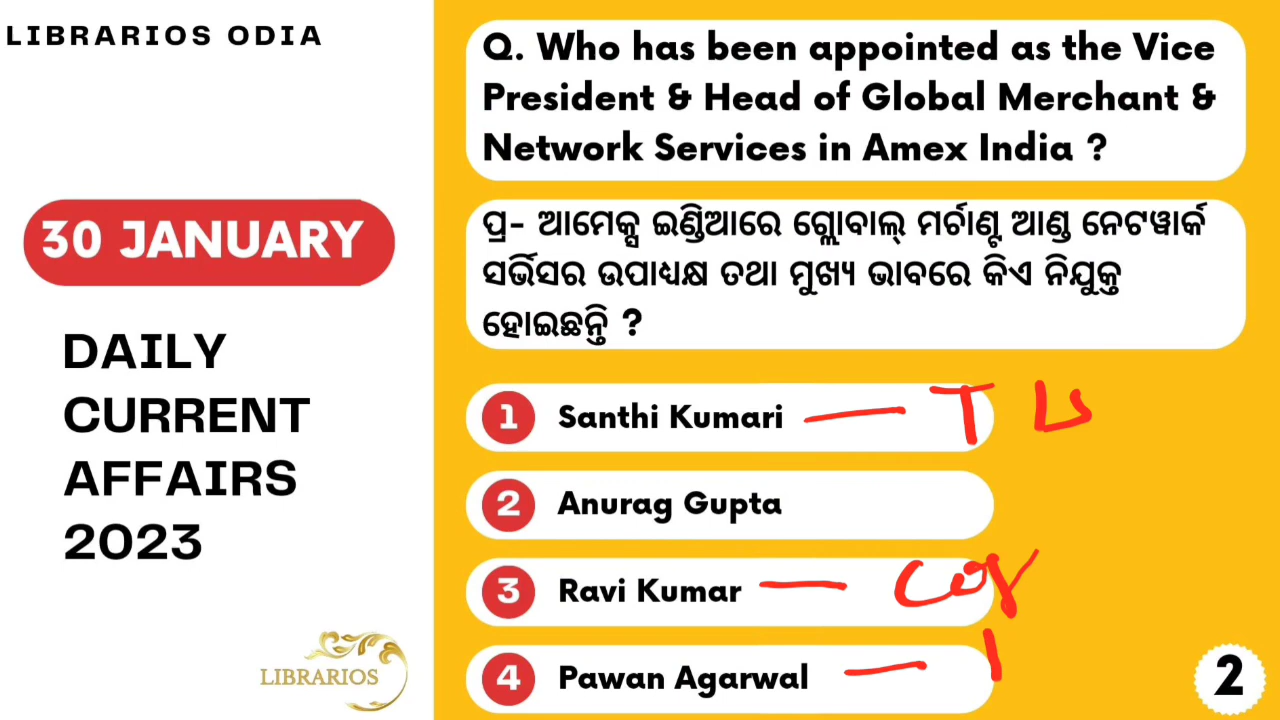 LIBRARIOS ODIA
30 JANUARY
DAILY
CURRENT
AFFAIRS
2023
LIBRARIOS
Q. Who has been appointed as the Vice
President & Head of Global Merchant &
Network Services in Amex India ?
ପ୍ର- ଆମେକ୍ସ ଇଣ୍ଡିଆରେ ଗ୍ଲୋବାଲ୍ ମର୍ଚାଣ୍ଟ ଆଣ୍ଡ ନେଟୱାର୍କ
ସର୍ଭିସର ଉପାଧ୍ୟକ୍ଷ ତଥା ମୁଖ୍ୟ ଭାବରେ କିଏ ନିଯୁକ୍ତ
ହୋଇଛନ୍ତି ?
1 Santhi Kumari — T
2 Anurag Gupta
3 Ravi Kumar — Cog
4 Pawan Agarwal —
2